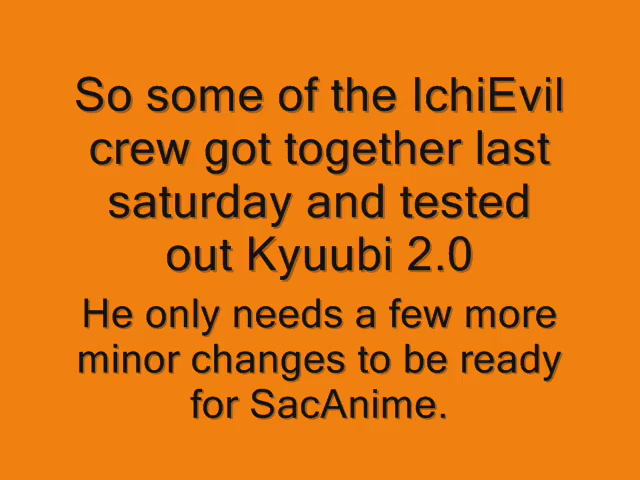 So some of the IchiEvil
crew got together last
saturday and tested
out Kyuubi 2.0
He only needs a few more
minor changes to be ready
for SacAnime.